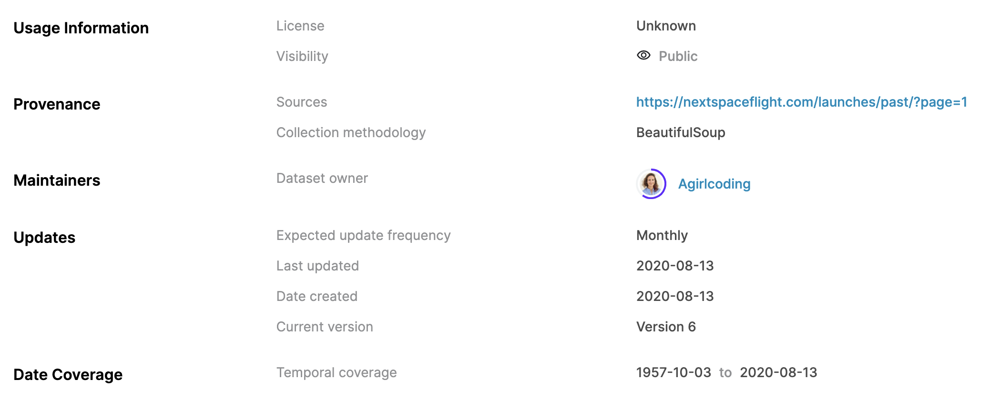 Usage Information
License
Unknown
Visibility
Public
Provenance
Sources
https://nextspaceflight.com/launches/past/?page=1
Collection methodology
BeautifulSoup
Maintainers
Dataset owner
Agirlcoding
Updates
Expected update frequency
Monthly
Last updated
2020-08-13
Date created
2020-08-13
Current version
Version 6
Date Coverage
Temporal coverage
1957-10-03 to 2020-08-13